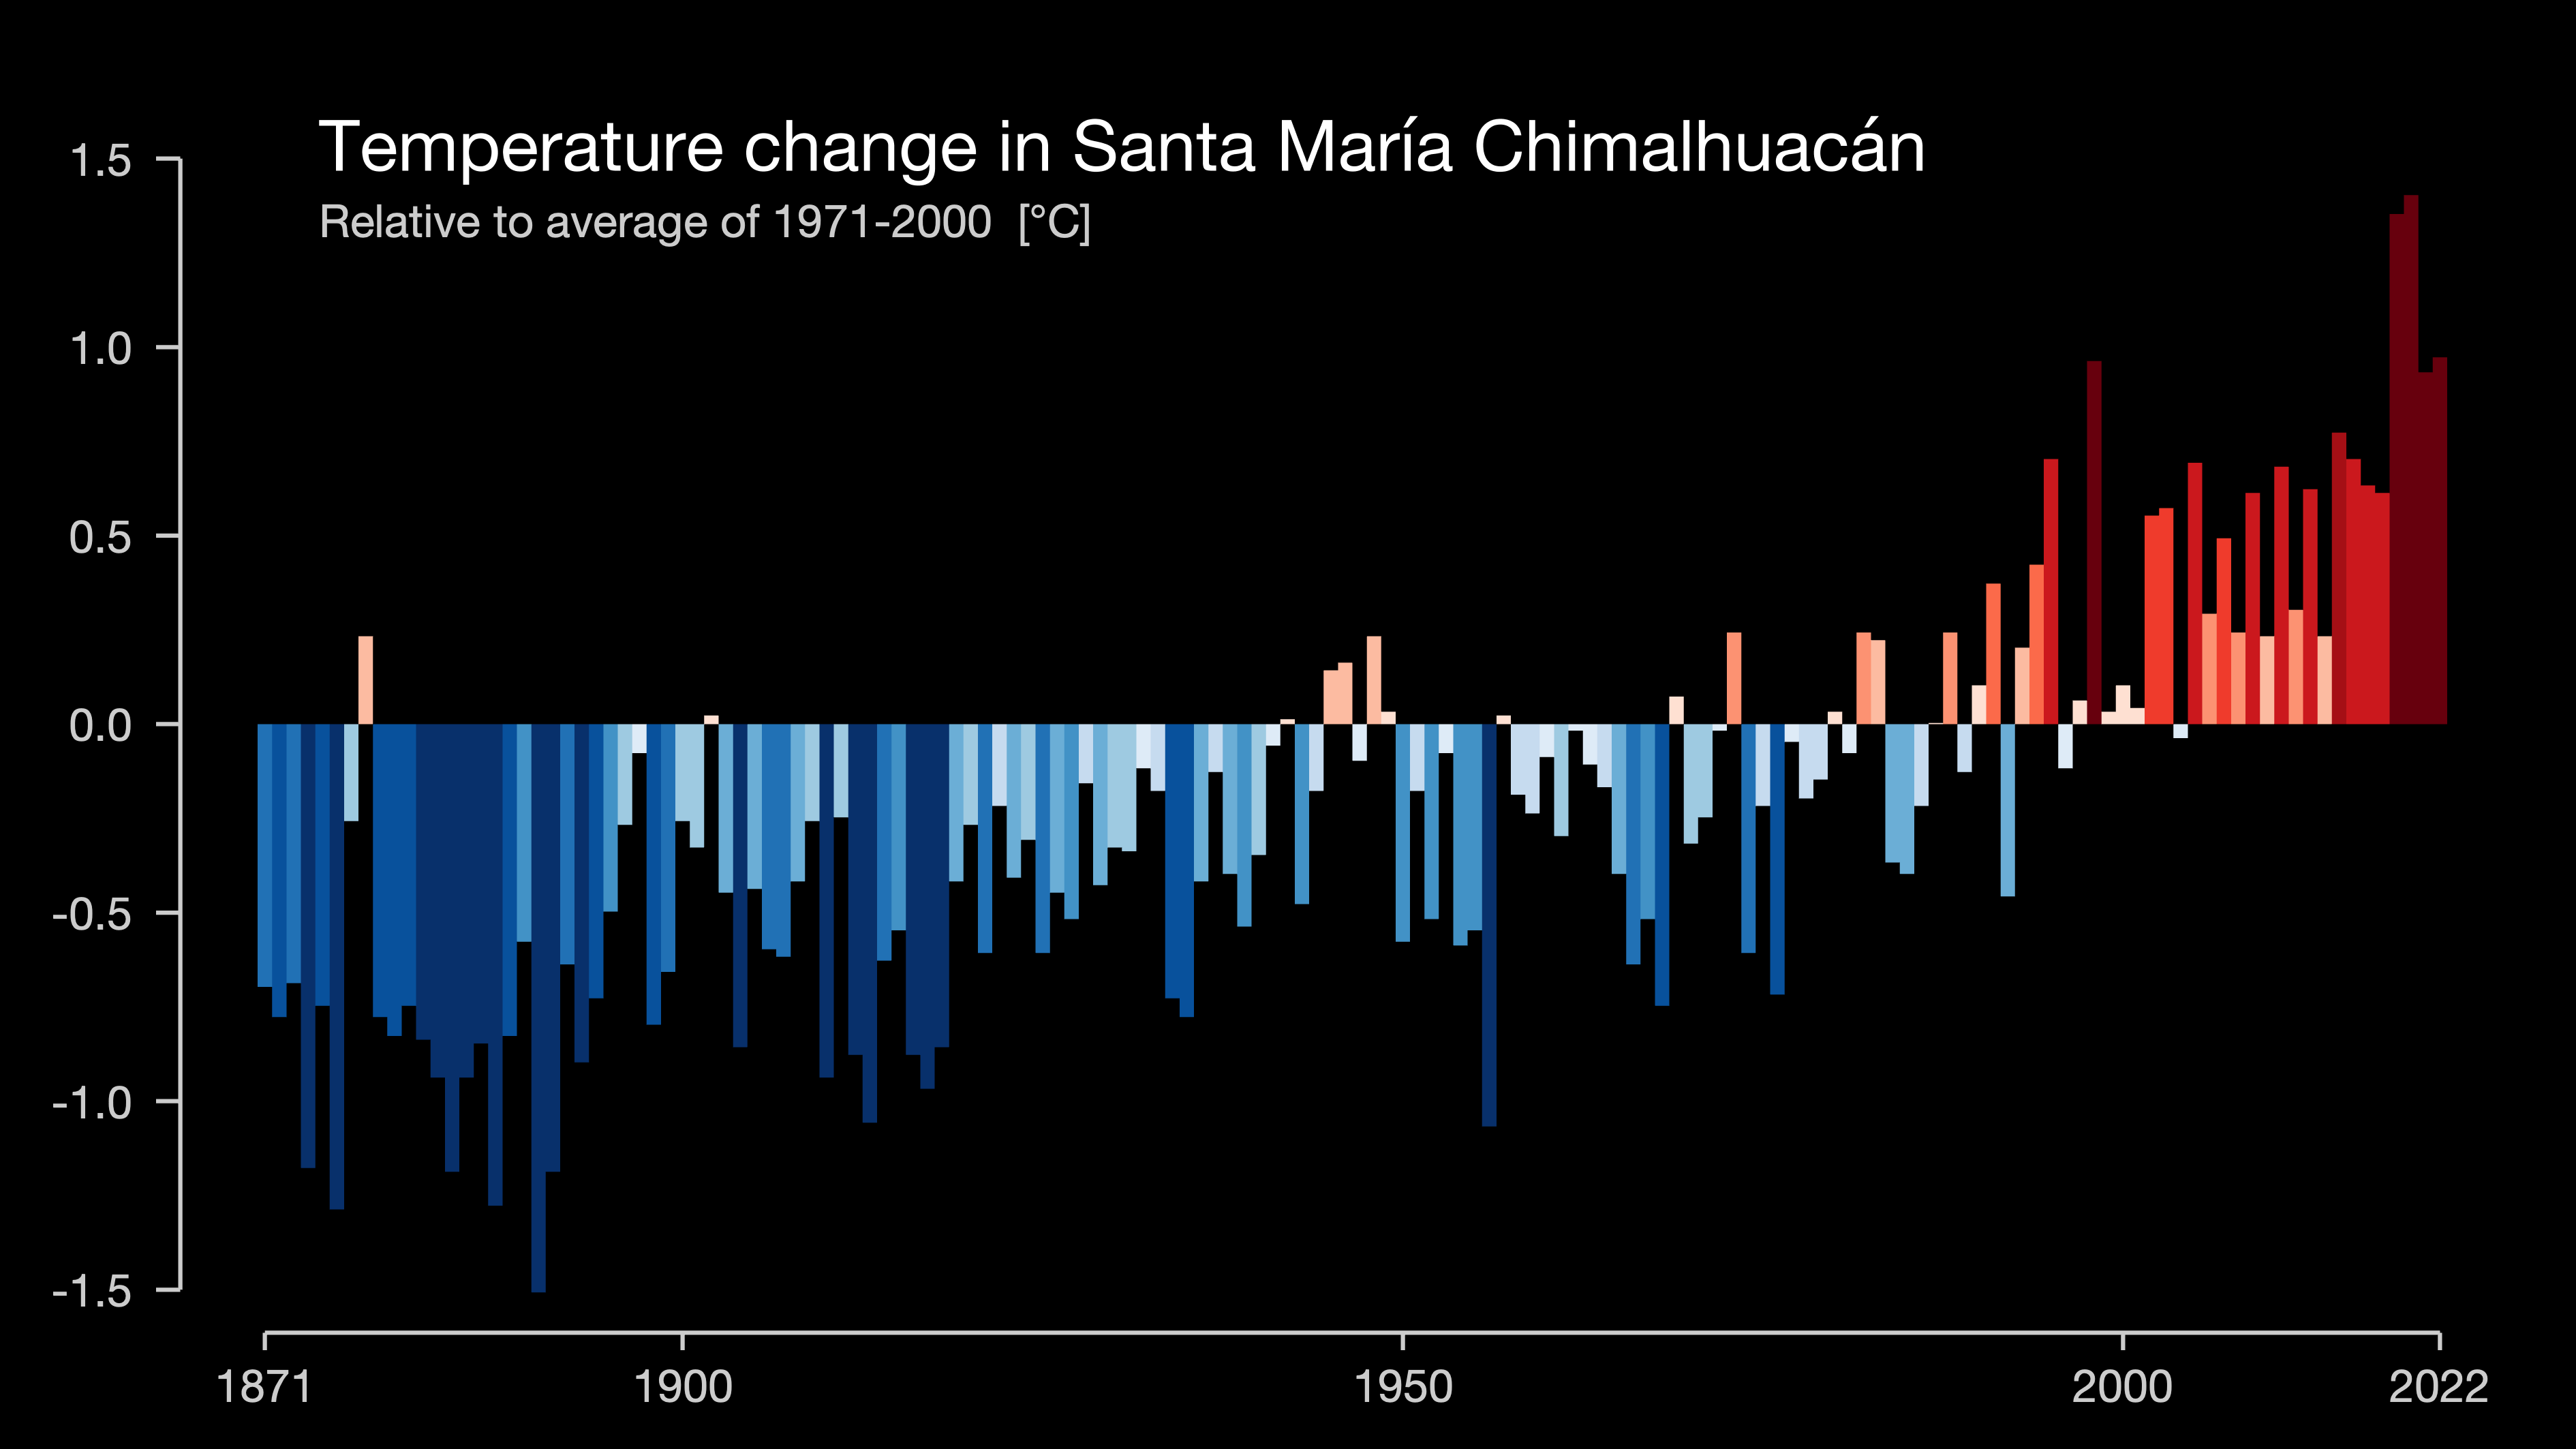 Temperature change in Santa María Chimalhuacán
Relative to average of 1971-2000 [°C]
1.5
1.0
0.5
0.0
-0.5
-1.0
-1.5
1871 1900 1950 2000 2022